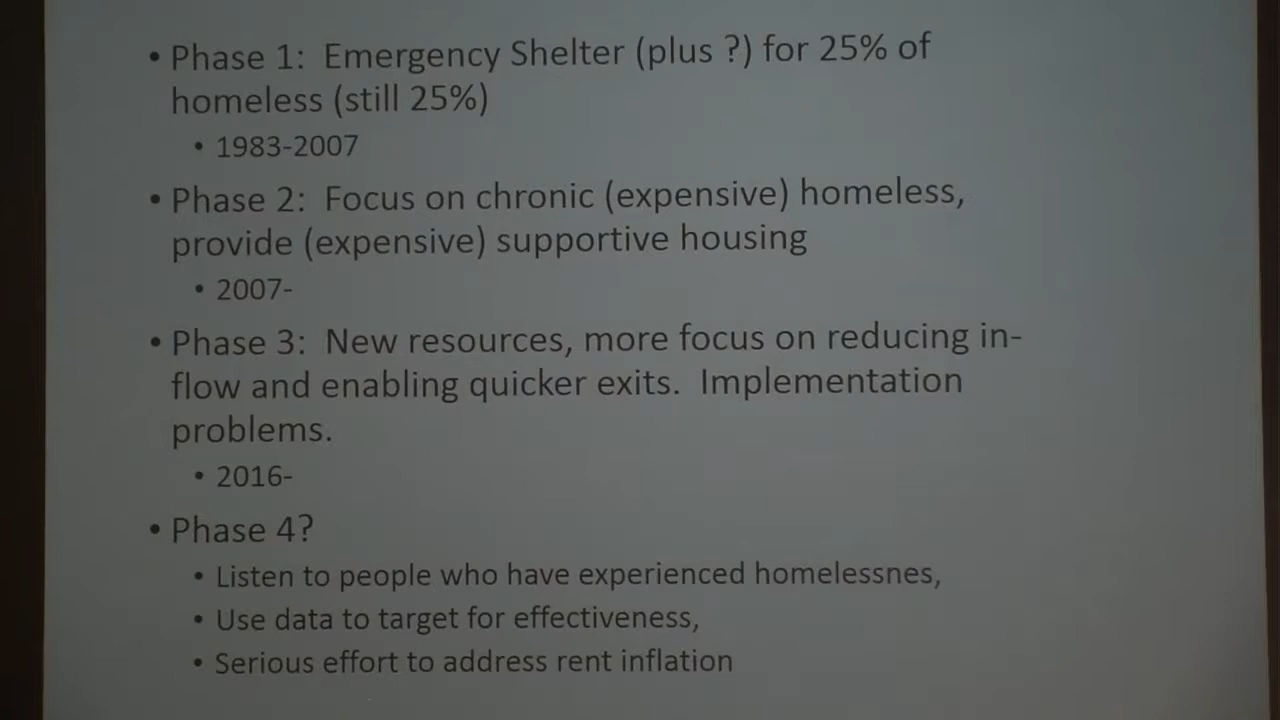 • Phase 1: Emergency Shelter (plus ?) for 25% of
homeless (still 25%)
• 1983-2007
• Phase 2: Focus on chronic (expensive) homeless,
provide (expensive) supportive housing
• 2007-
• Phase 3: New resources, more focus on reducing in-
flow and enabling quicker exits. Implementation
problems.
• 2016-
• Phase 4?
• Listen to people who have experienced homelessnes,
• Use data to target for effectiveness,
• Serious effort to address rent inflation